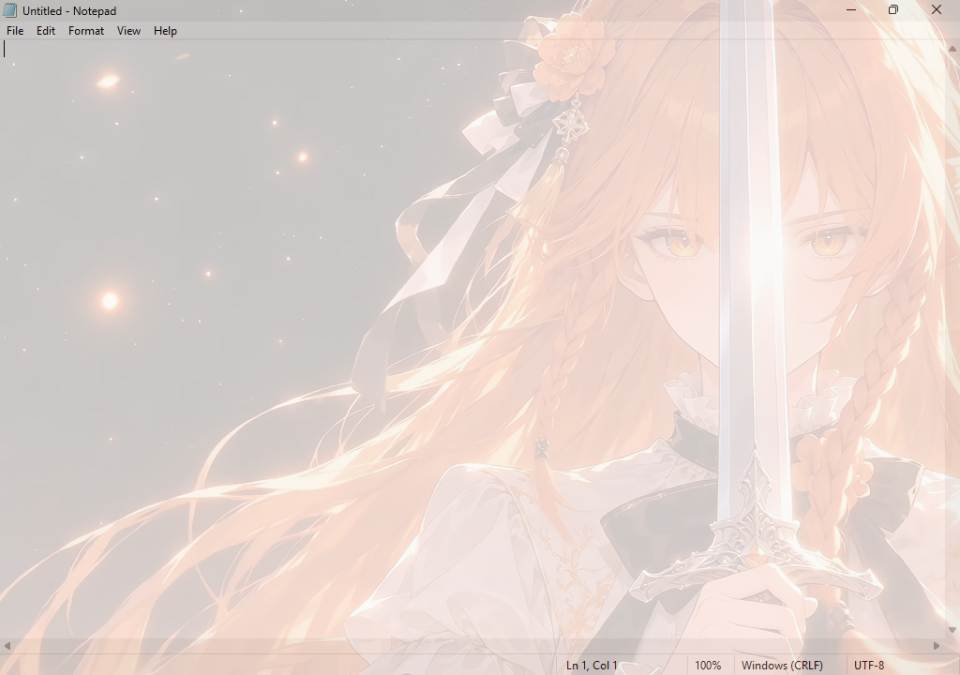 Untitled - Notepad
File Edit Format View Help
Ln 1, Col 1 100% Windows (CRLF) UTF-8